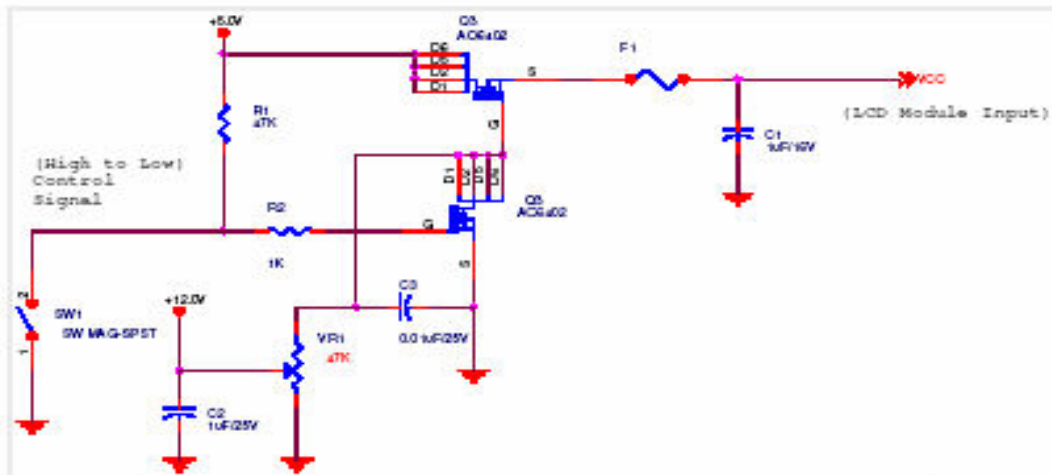 +5.0V
Q3
AO6402
D6
D5
D2
D1
S
G
F1
VCC
(LCD Module Input)
C1
1uF/16V
R1
47K
(High to Low)
Control
Signal
D1
D2
D5
D6
Q3
AO6402
R2
1K
G
S
2
1
SW1
SW MAG-SPST
+12.0V
C3
0.01uF/25V
VR1
47K
C2
1uF/25V